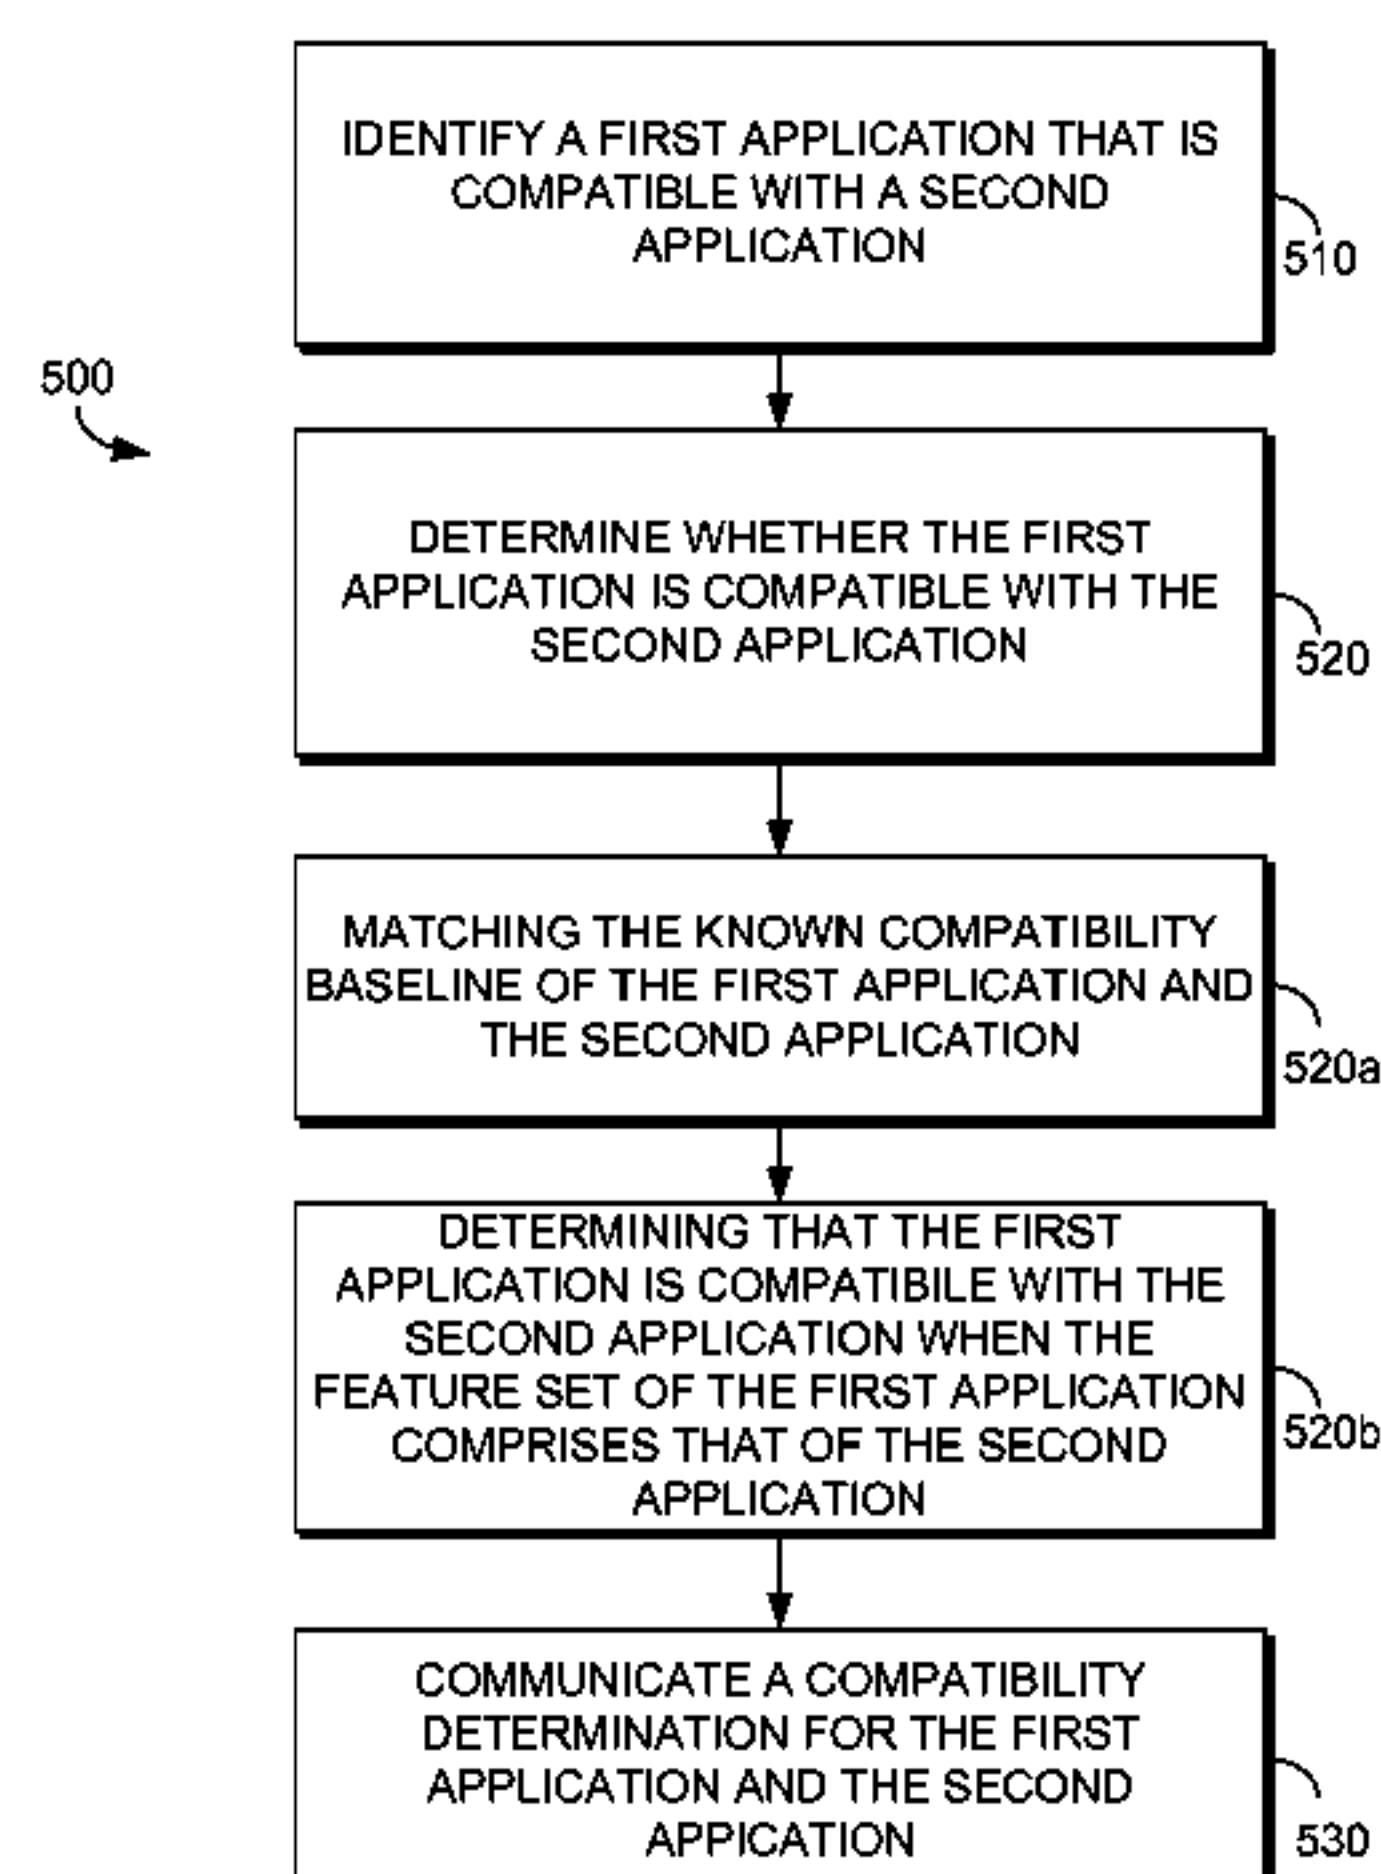 IDENTIFY A FIRST APPLICATION THAT IS
COMPATIBLE WITH A SECOND
APPLICATION
510
500
DETERMINE WHETHER THE FIRST
APPLICATION IS COMPATIBLE WITH THE
SECOND APPLICATION
520
MATCHING THE KNOWN COMPATIBILITY
BASELINE OF THE FIRST APPLICATION AND
THE SECOND APPLICATION
520a
DETERMINING THAT THE FIRST
APPLICATION IS COMPATIBILE WITH THE
SECOND APPLICATION WHEN THE
FEATURE SET OF THE FIRST APPLICATION
COMPRISES THAT OF THE SECOND
APPLICATION
520b
COMMUNICATE A COMPATIBILITY
DETERMINATION FOR THE FIRST
APPLICATION AND THE SECOND
APPICATION
530